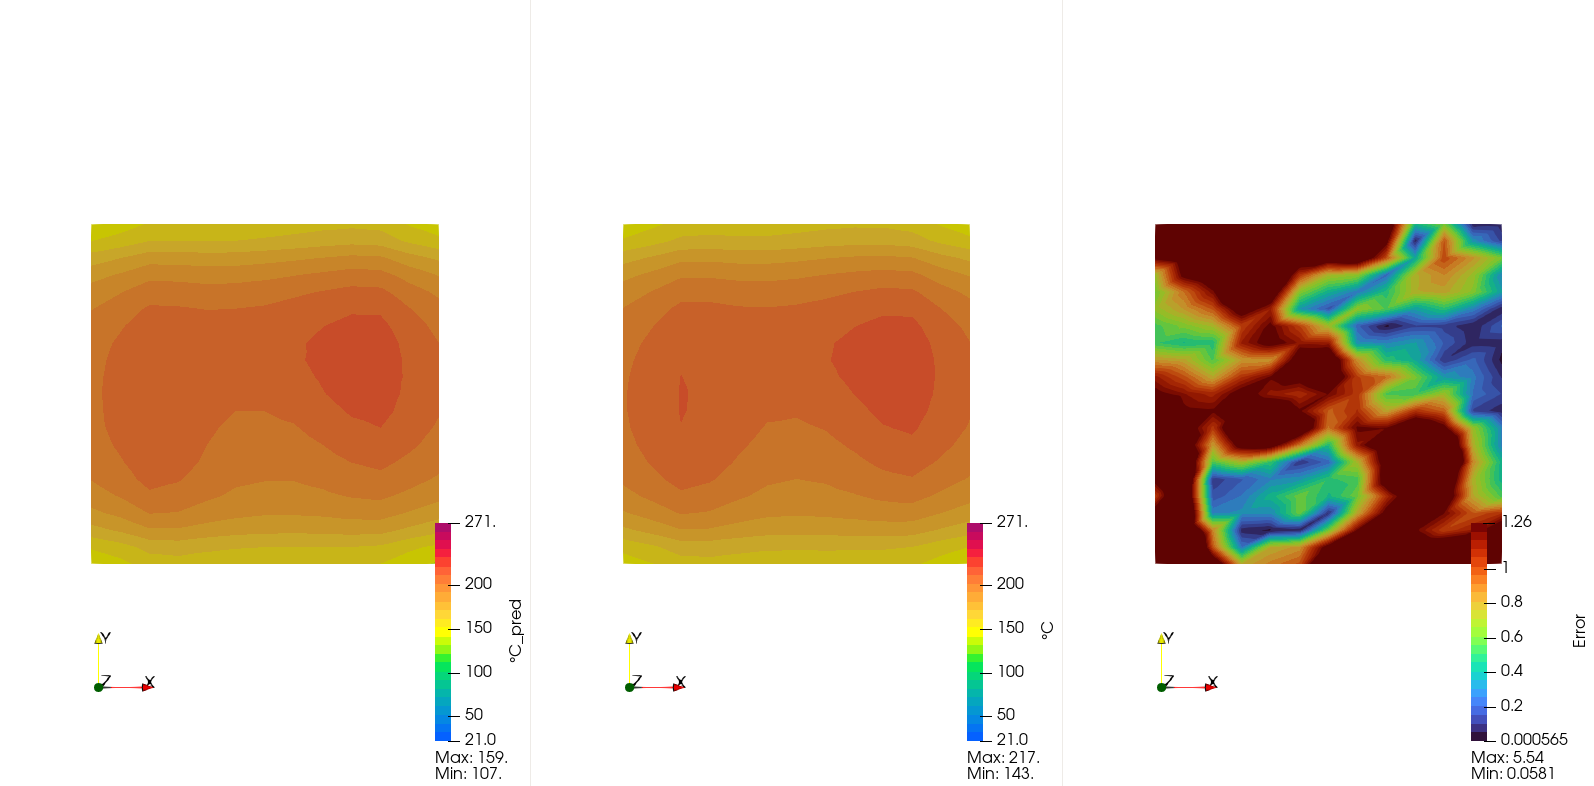 271.
200
150
100
50
21.0
°C_pred
Max: 159.
Min: 107.
Y
Z
X
271.
200
150
100
50
21.0
°C
Max: 217.
Min: 143.
Y
Z
X
1.26
1
0.8
0.6
0.4
0.2
0.000565
Error
Max: 5.54
Min: 0.0581
Y
Z
X